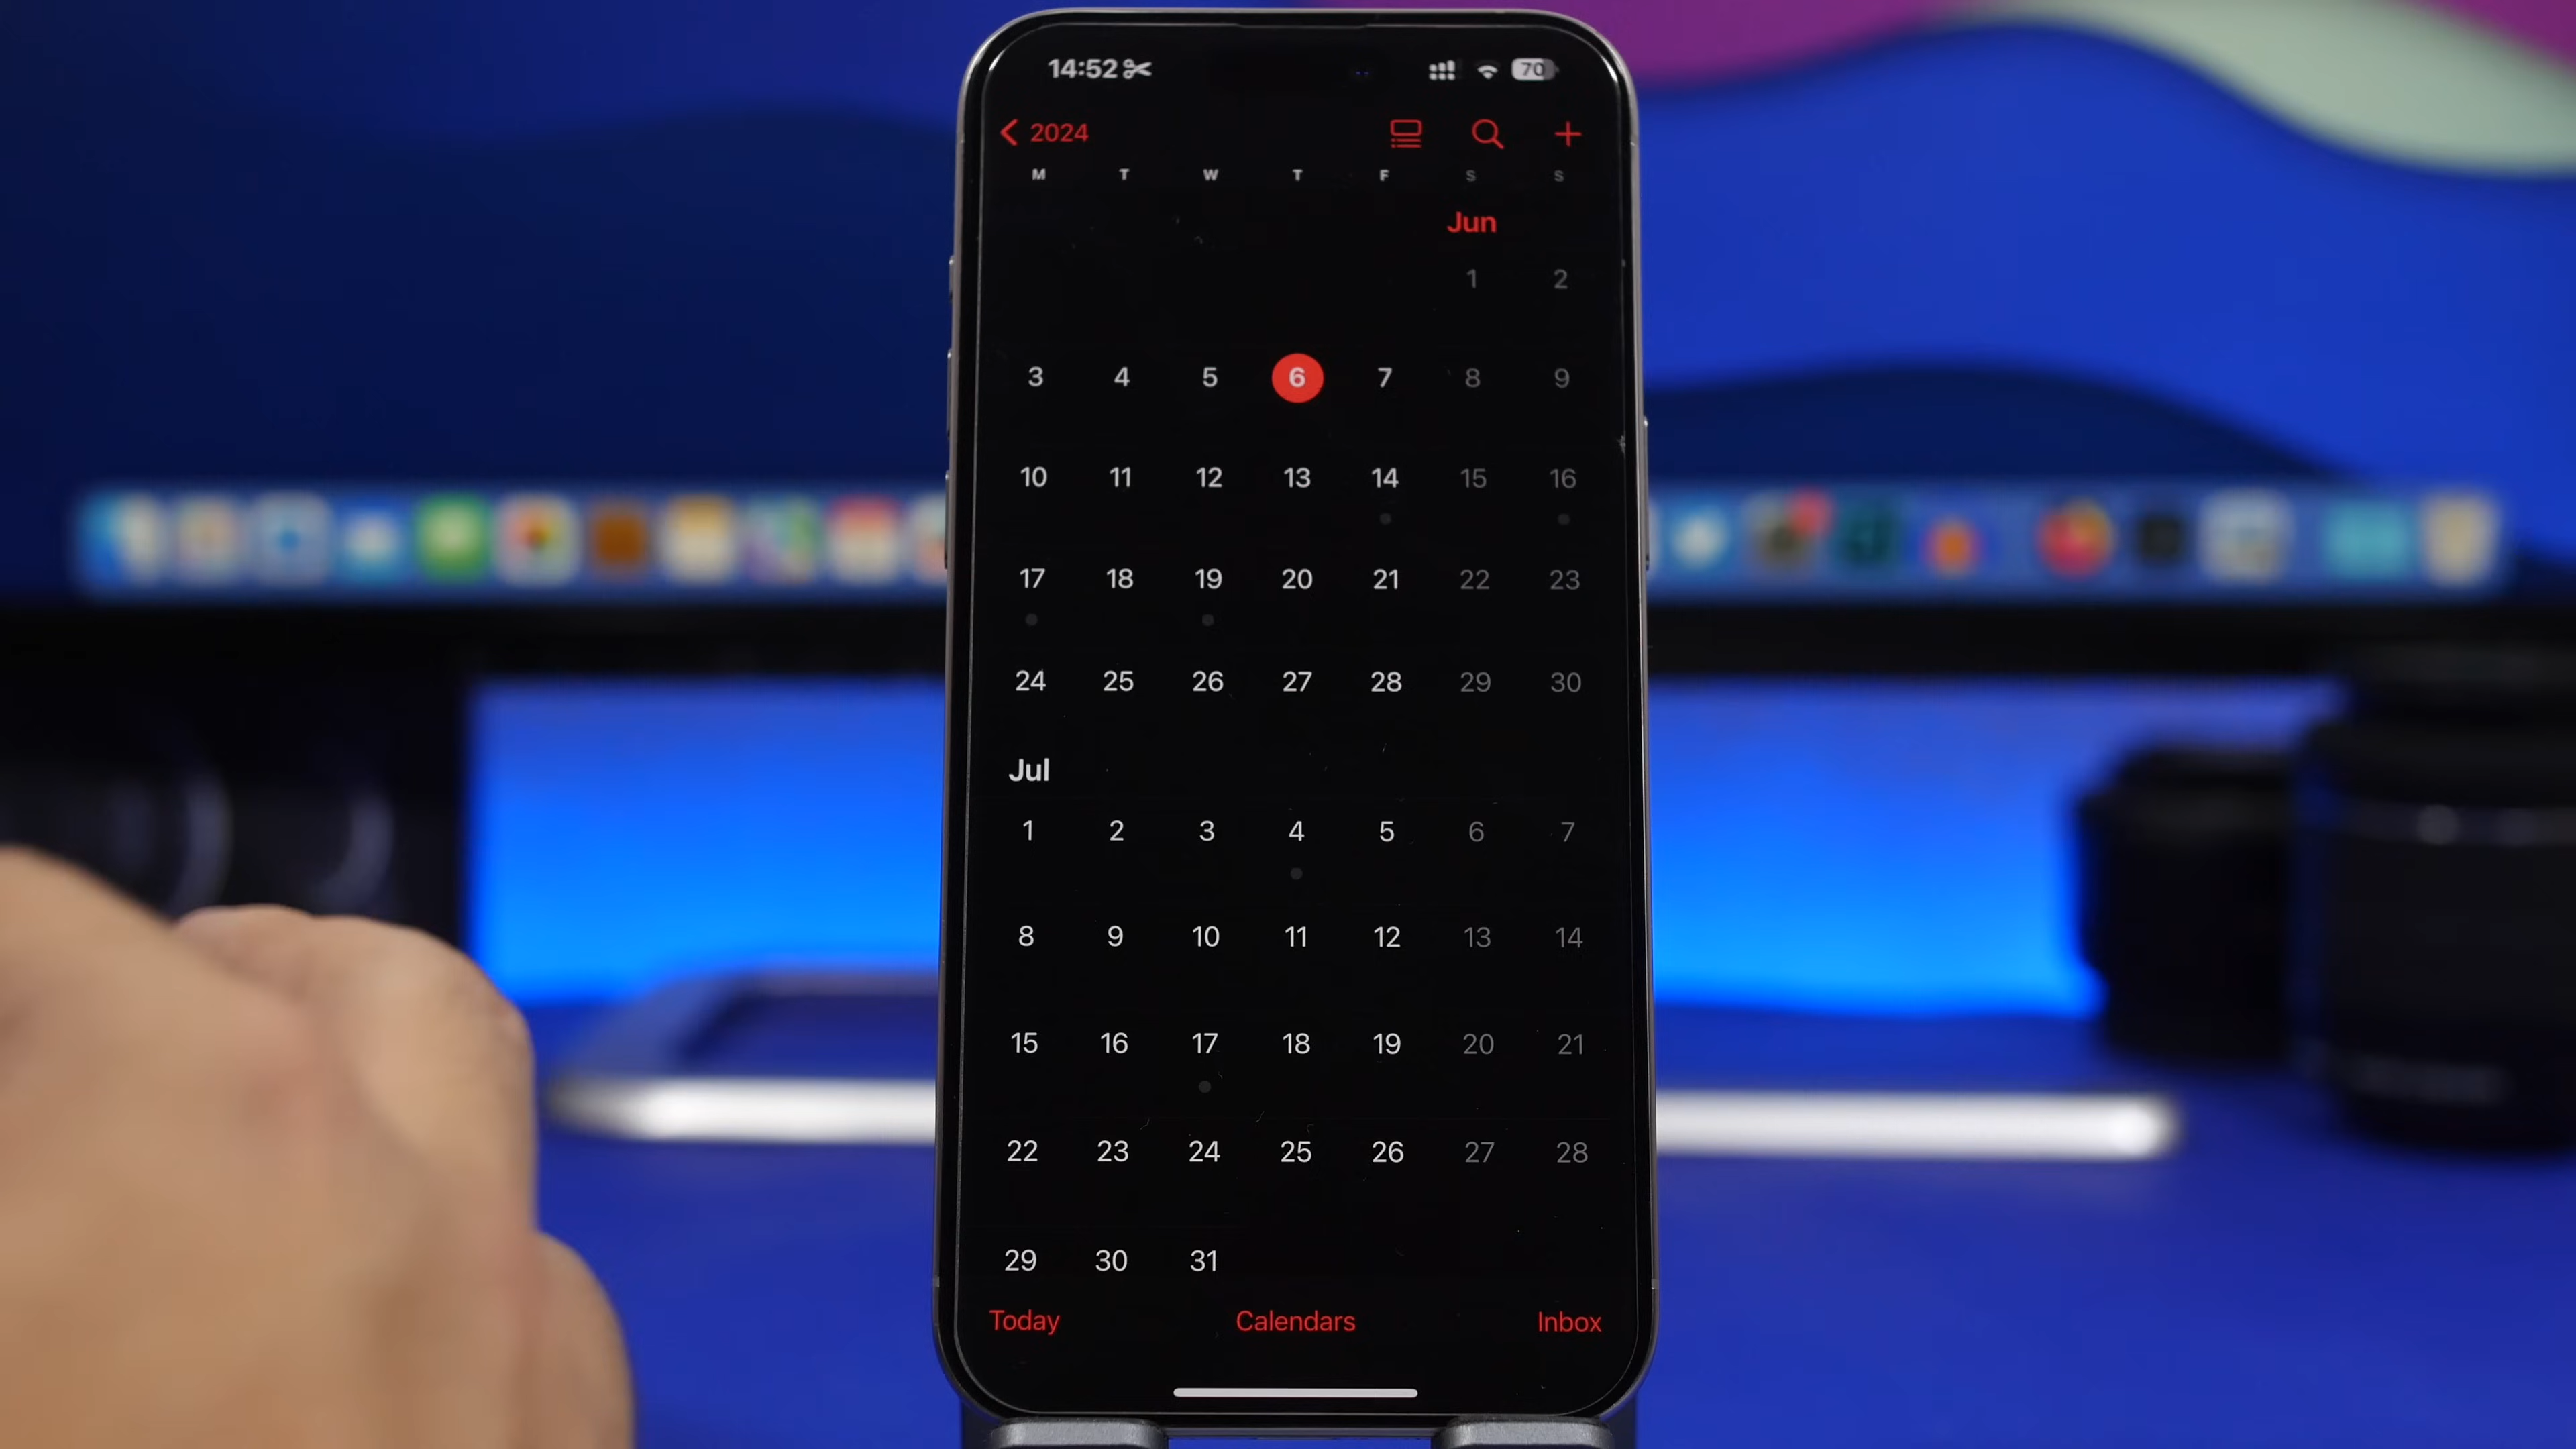 14:52
70
2024
M T W T F S S
Jun
1 2
3 4 5 6 7 8 9
10 11 12 13 14 15 16
17 18 19 20 21 22 23
24 25 26 27 28 29 30
Jul
1 2 3 4 5 6 7
8 9 10 11 12 13 14
15 16 17 18 19 20 21
22 23 24 25 26 27 28
29 30 31
Today Calendars Inbox